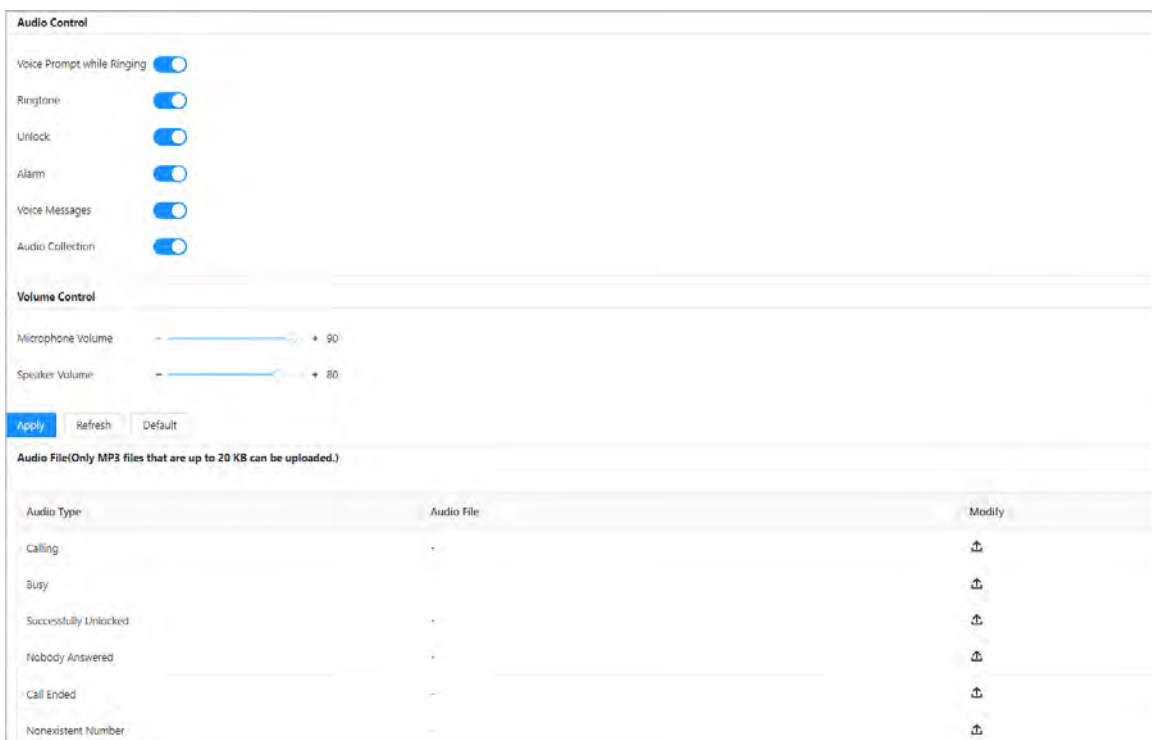 Audio Control
Voice Prompt while Ringing
Ringtone
Unlock
Alarm
Voice Messages
Audio Collection
Volume Control
Microphone Volume - + 90
Speaker Volume - + 80
Apply Refresh Default
Audio File(Only MP3 files that are up to 20 KB can be uploaded.)
Audio Type Audio File Modify
Calling -
Busy -
Successfully Unlocked -
Nobody Answered -
Call Ended -
Nonexistent Number -